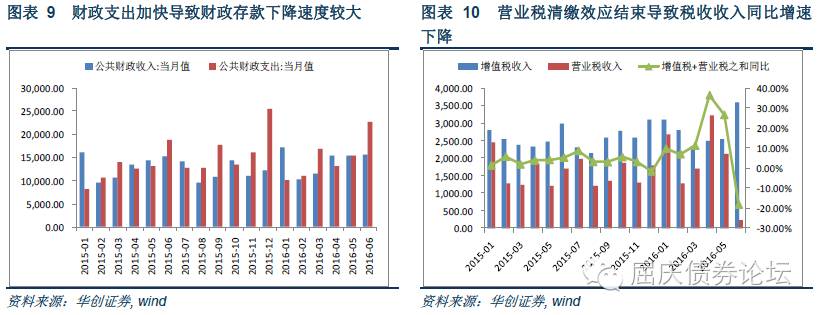 图表 9 财政支出加快导致财政存款下降速度较大
公共财政收入:当月值 公共财政支出:当月值
30,000.00
25,000.00
20,000.00
15,000.00
10,000.00
5,000.00
0.00
2015-01 2015-02 2015-03 2015-04 2015-05 2015-06 2015-07 2015-08 2015-09 2015-10 2015-11 2015-12 2016-01 2016-02 2016-03 2016-04 2016-05 2016-06
资料来源：华创证券, wind
图表 10 营业税清缴效应结束导致税收收入同比增速
下降
增值税收入 营业税收入 增值税+营业税之和同比
4,000.00 40.00%
3,500.00
3,000.00 30.00%
2,500.00 20.00%
2,000.00 10.00%
1,500.00 0.00%
1,000.00 -10.00%
500.00 -20.00%
0.00 -30.00%
2015-01 2015-03 2015-05 2015-07 2015-09 2015-11 2016-01 2016-03 2016-05
屈庆债券论坛
资料来源：华创证券, wind